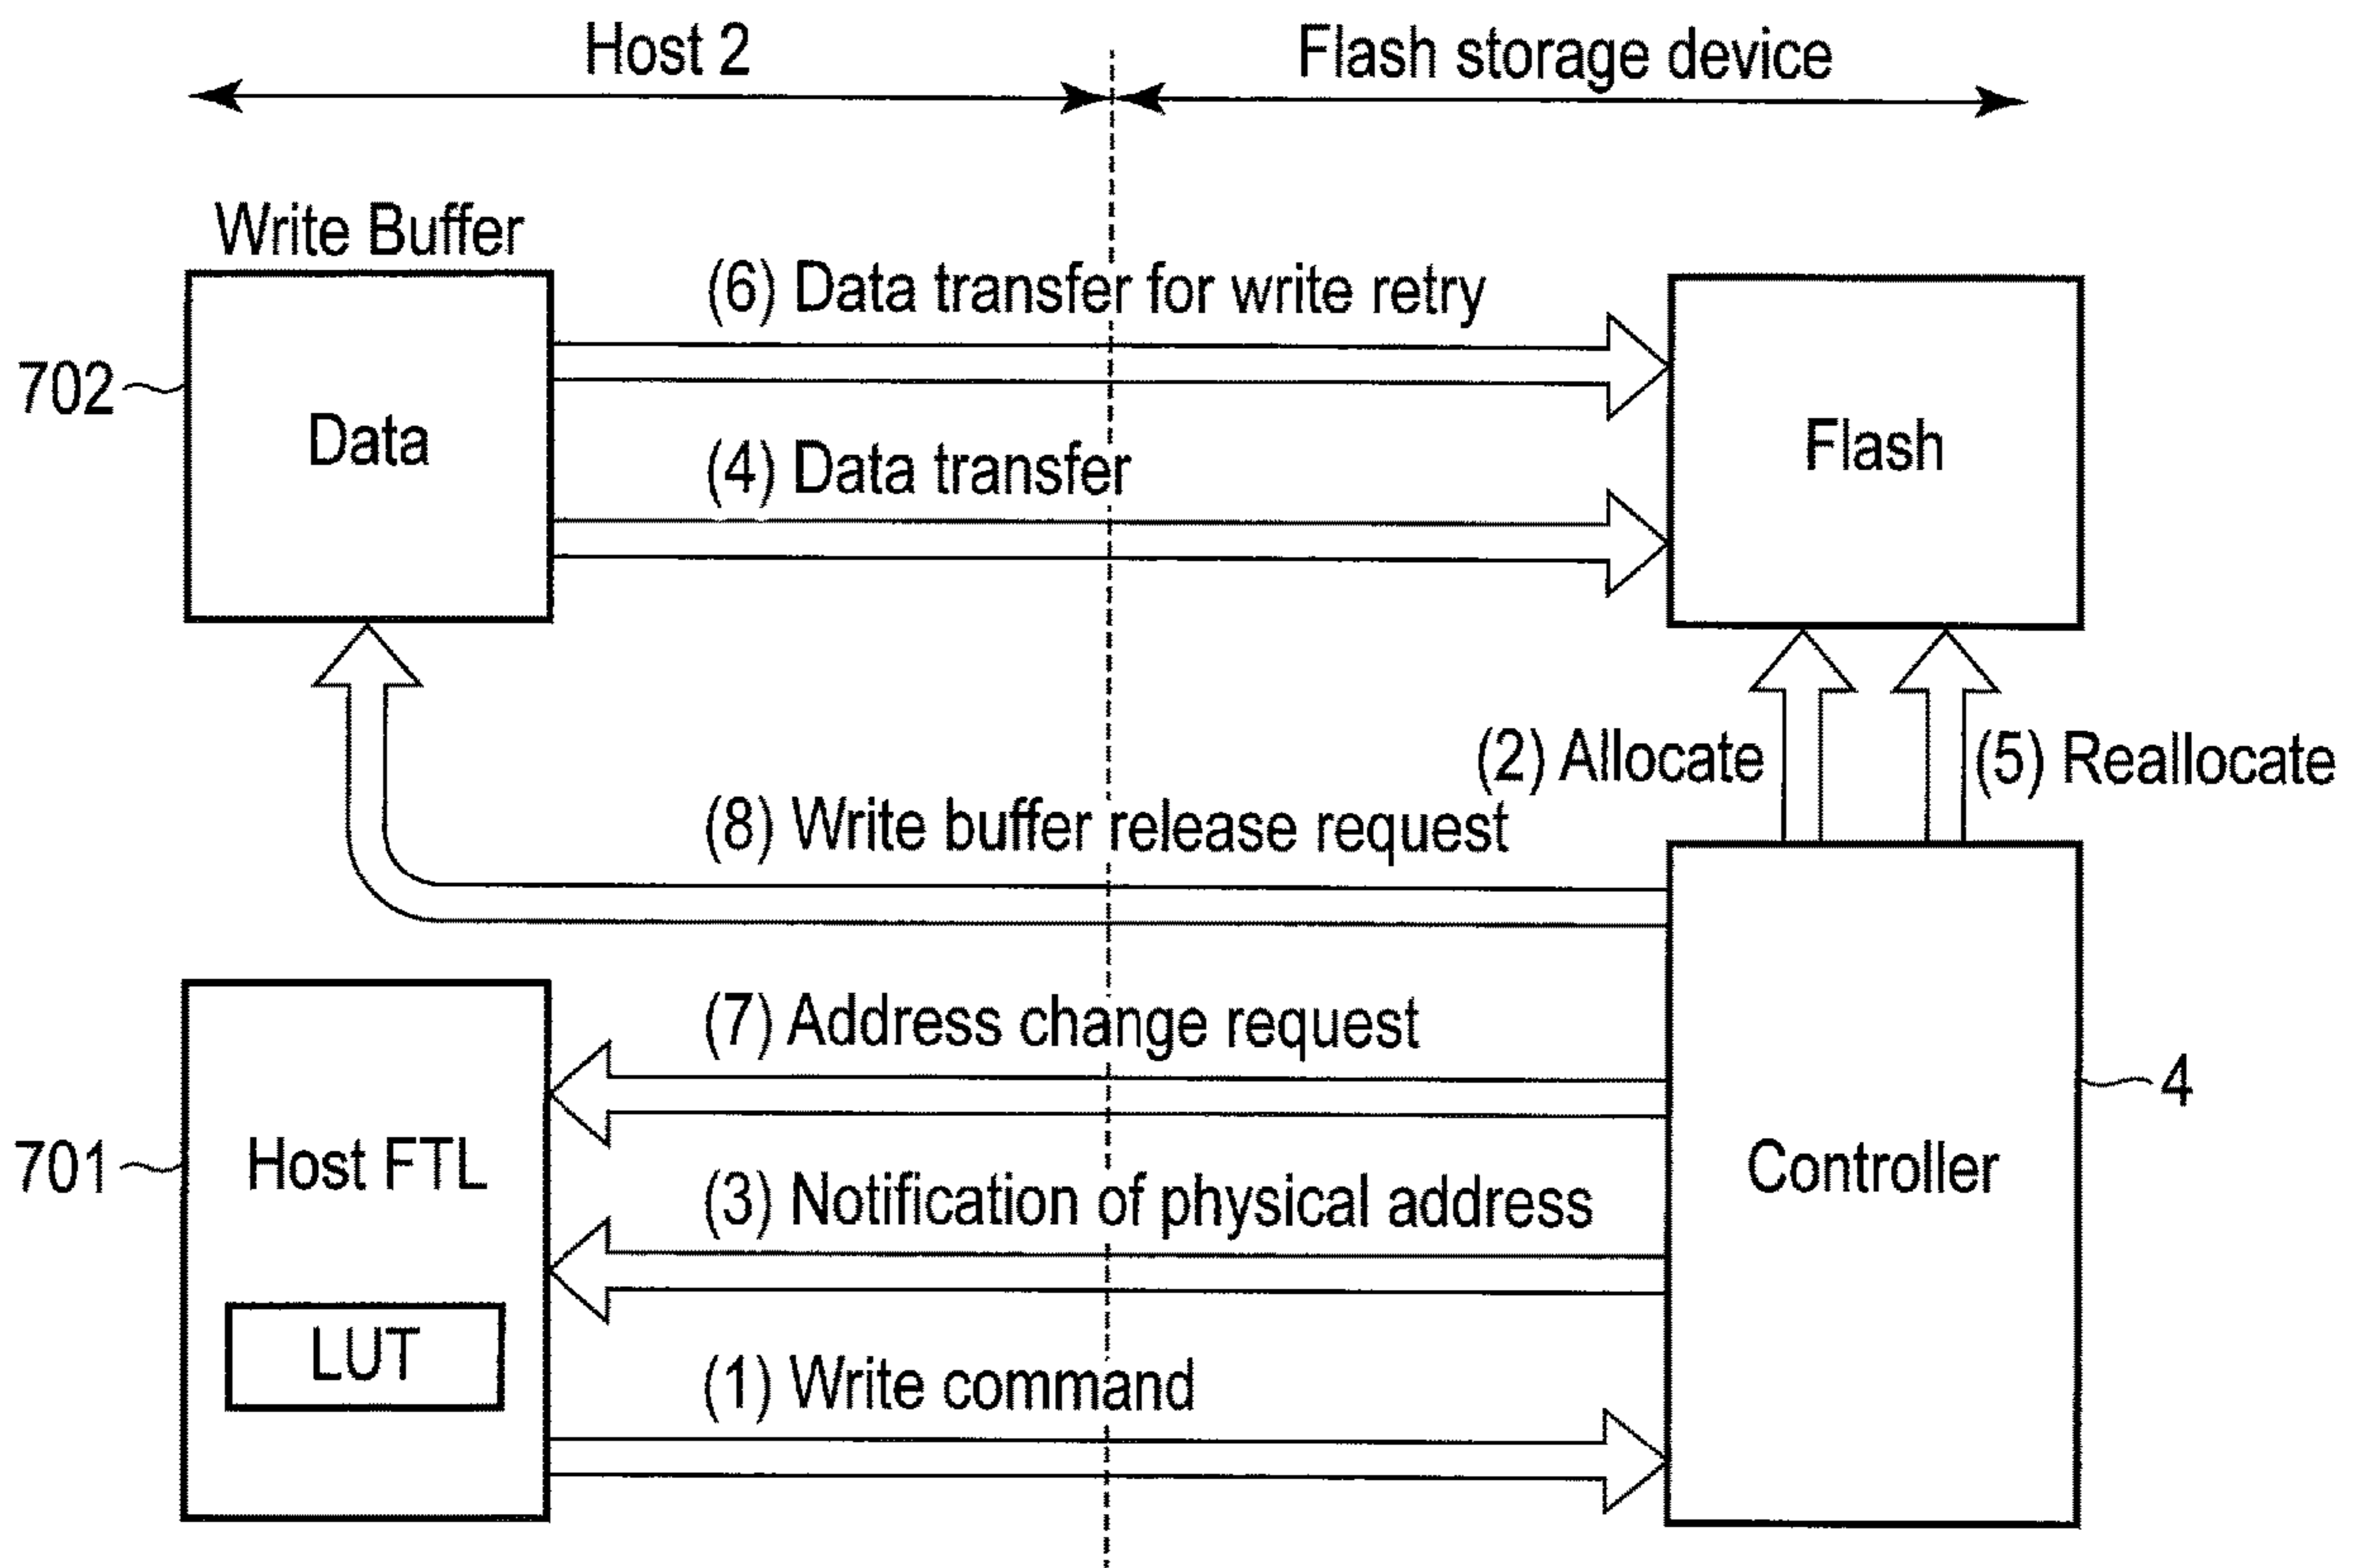 Host 2
Flash storage device
Write Buffer
(6) Data transfer for write retry
702
Data
Flash
(4) Data transfer
(2) Allocate
(5) Reallocate
(8) Write buffer release request
(7) Address change request
4
701
Host FTL
Controller
(3) Notification of physical address
LUT
(1) Write command